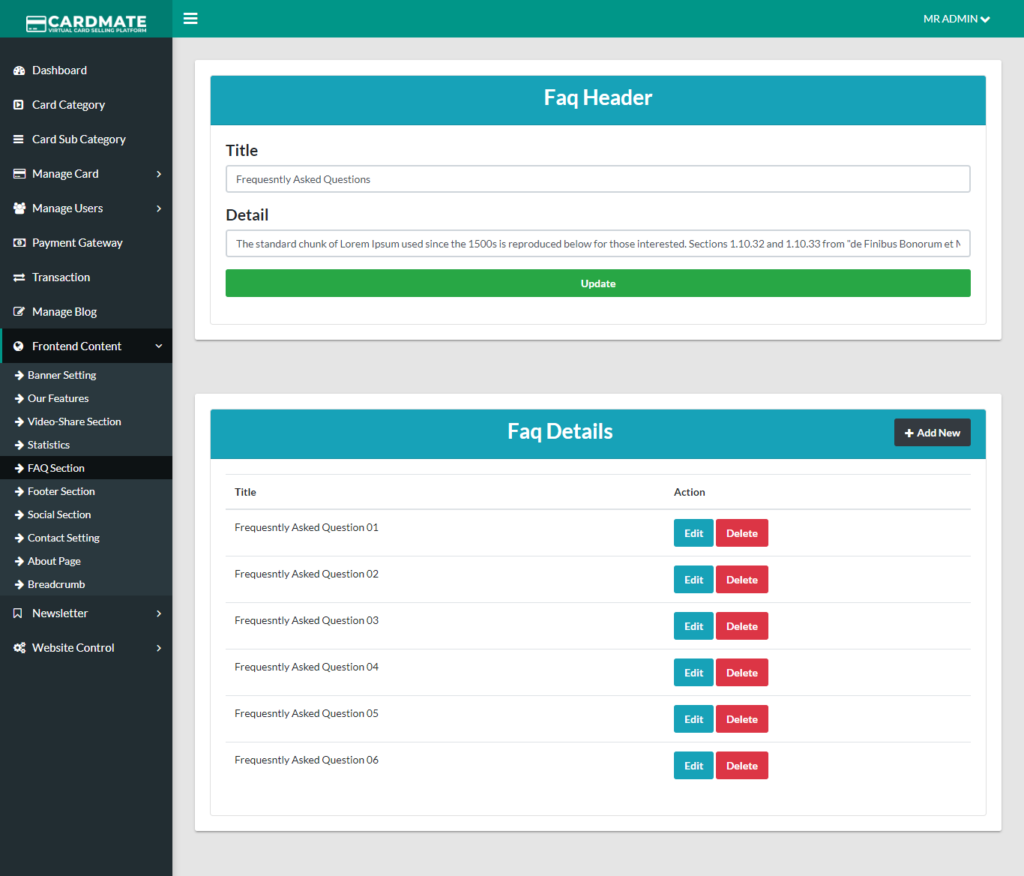 CARDMATE
VIRTUAL CARD SELLING PLATFORM
MR ADMIN
Dashboard
Card Category
Card Sub Category
Manage Card
Manage Users
Payment Gateway
Transaction
Manage Blog
Frontend Content
Banner Setting
Our Features
Video-Share Section
Statistics
FAQ Section
Footer Section
Social Section
Contact Setting
About Page
Breadcrumb
Newsletter
Website Control
Faq Header
Title
Frequesntly Asked Questions
Detail
The standard chunk of Lorem Ipsum used since the 1500s is reproduced below for those interested. Sections 1.10.32 and 1.10.33 from "de Finibus Bonorum et
Update
Faq Details
Add New
Title Action
Frequesntly Asked Question 01 Edit Delete
Frequesntly Asked Question 02 Edit Delete
Frequesntly Asked Question 03 Edit Delete
Frequesntly Asked Question 04 Edit Delete
Frequesntly Asked Question 05 Edit Delete
Frequesntly Asked Question 06 Edit Delete